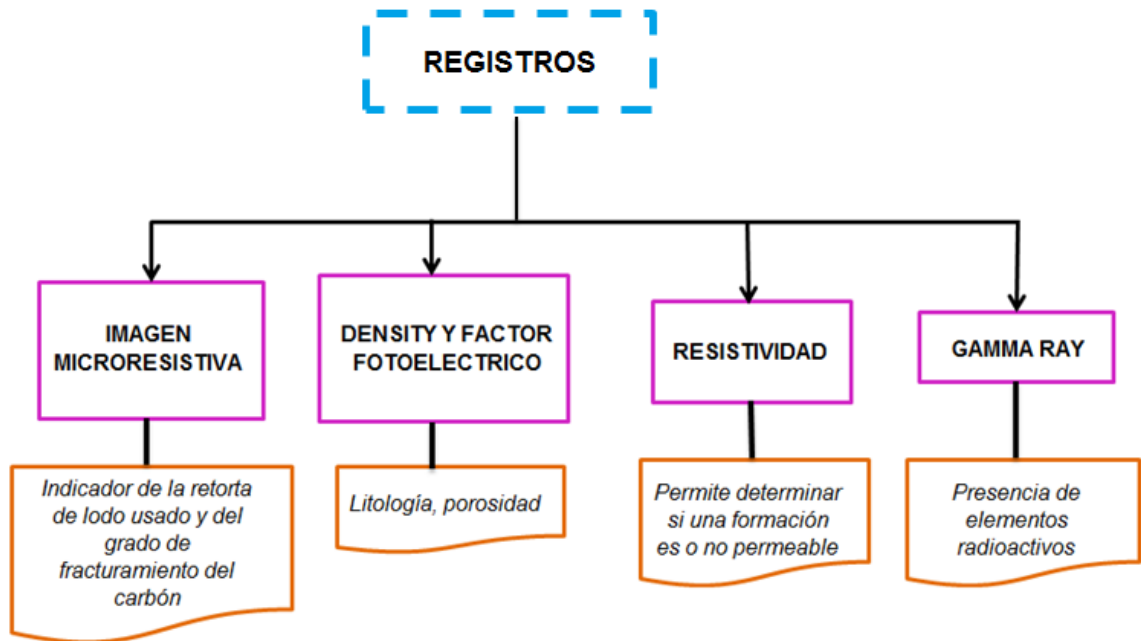 REGISTROS
IMAGEN
MICRORESISTIVA
DENSITY Y FACTOR
FOTOELECTRICO
RESISTIVIDAD
GAMMA RAY
Indicador de la retorta
de lodo usado y del
grado de
fracturamiento del
carbón
Litología, porosidad
Permite determinar
si una formación
es o no permeable
Presencia de
elementos
radioactivos